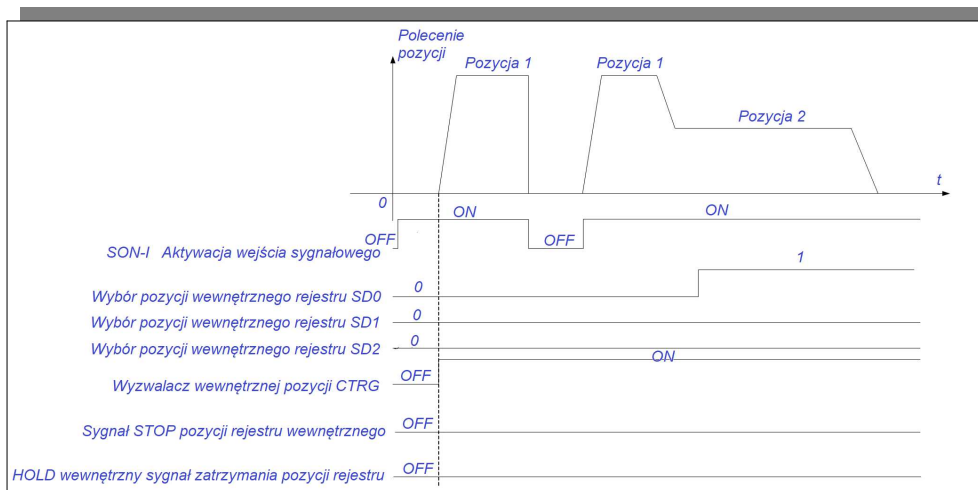 Polecenie
pozycji
Pozycja 1
Pozycja 1
Pozycja 2
t
0
ON
ON
OFF
OFF
SON-I Aktywacja wejścia sygnałowego
1
Wybór pozycji wewnętrznego rejestru SD0
0
Wybór pozycji wewnętrznego rejestru SD1
0
Wybór pozycji wewnętrznego rejestru SD2
0
ON
Wyzwalacz wewnętrznej pozycji CTRG
OFF
Sygnał STOP pozycji rejestru wewnętrznego
OFF
HOLD wewnętrzny sygnał zatrzymania pozycji rejestru
OFF